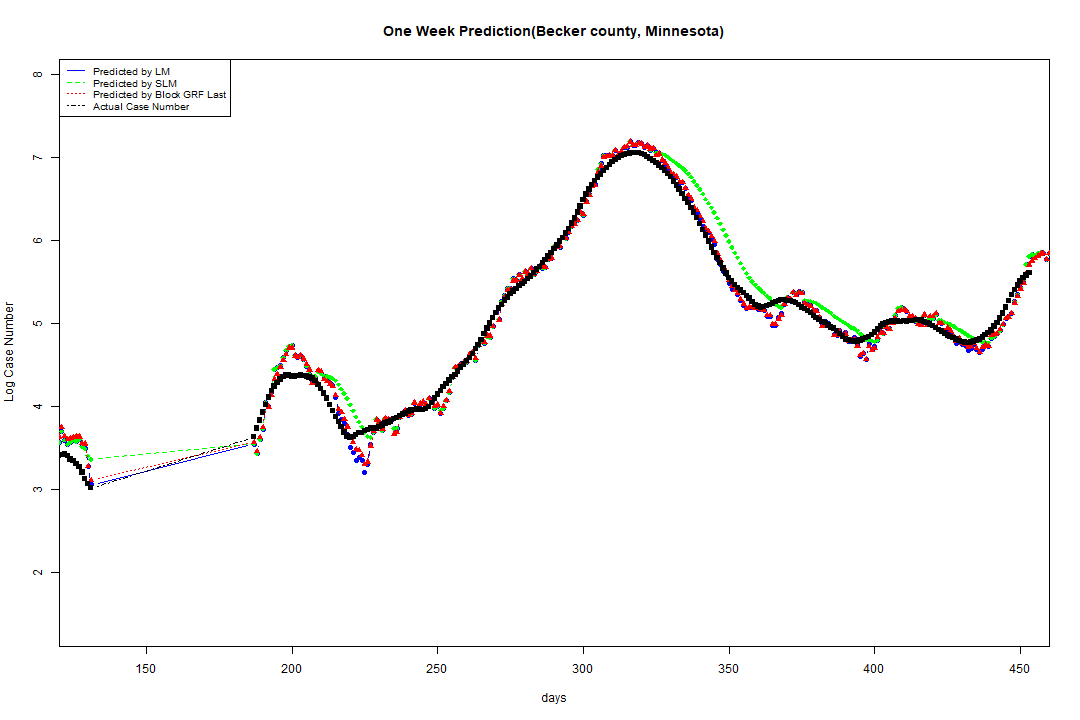 One Week Prediction(Becker county, Minnesota)
Predicted by LM
Predicted by SLM
Predicted by Block GRF Last
Actual Case Number
8
7
6
5
4
3
2
Log Case Number
150 200 250 300 350 400 450
days